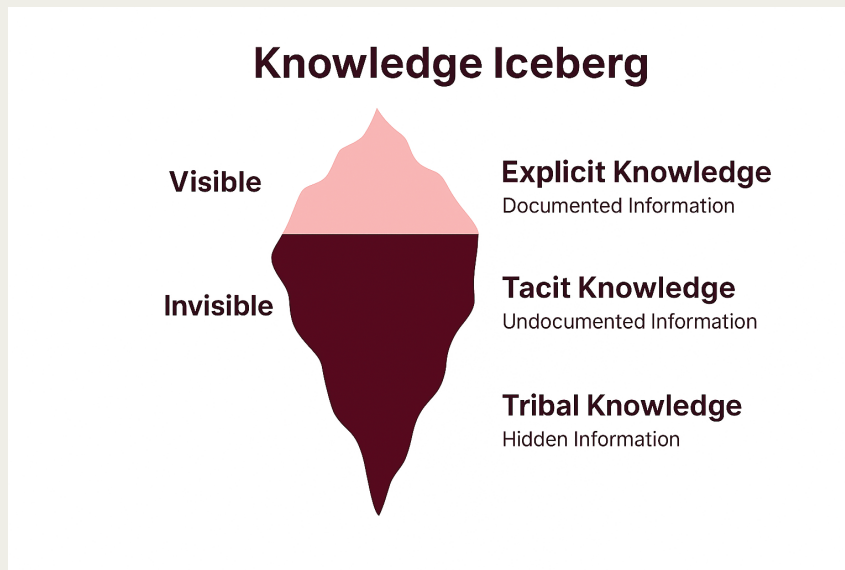 Knowledge Iceberg
Visible
Explicit Knowledge
Documented Information
Invisible
Tacit Knowledge
Undocumented Information
Tribal Knowledge
Hidden Information